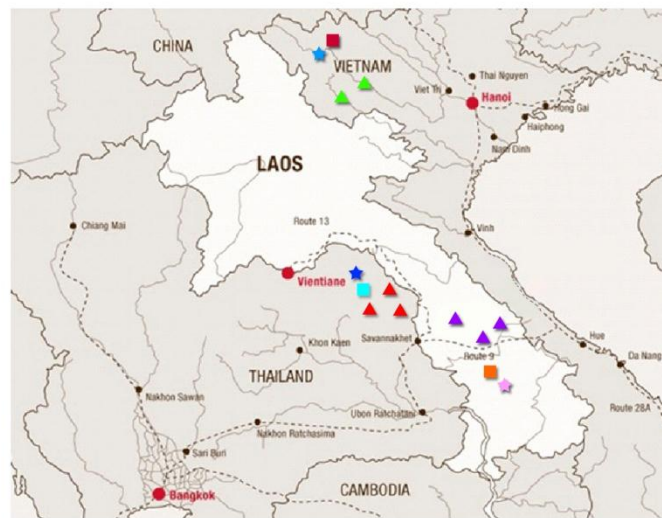 CHINA
VIETNAM
Thai Nguyen
Viet Tri
Hanoi
Hong Gai
Haiphong
Nam Dinh
LAOS
Route 13
Chiang Mai
Vinh
Vientiane
Savannakhet
Hue
Khon Kaen
Route 9
Da Nang
THAILAND
Nakhon Sawan
Ubon Ratchatani
Route 28A
Nakhon Ratchasima
Sari Buri
Bangkok
CAMBODIA